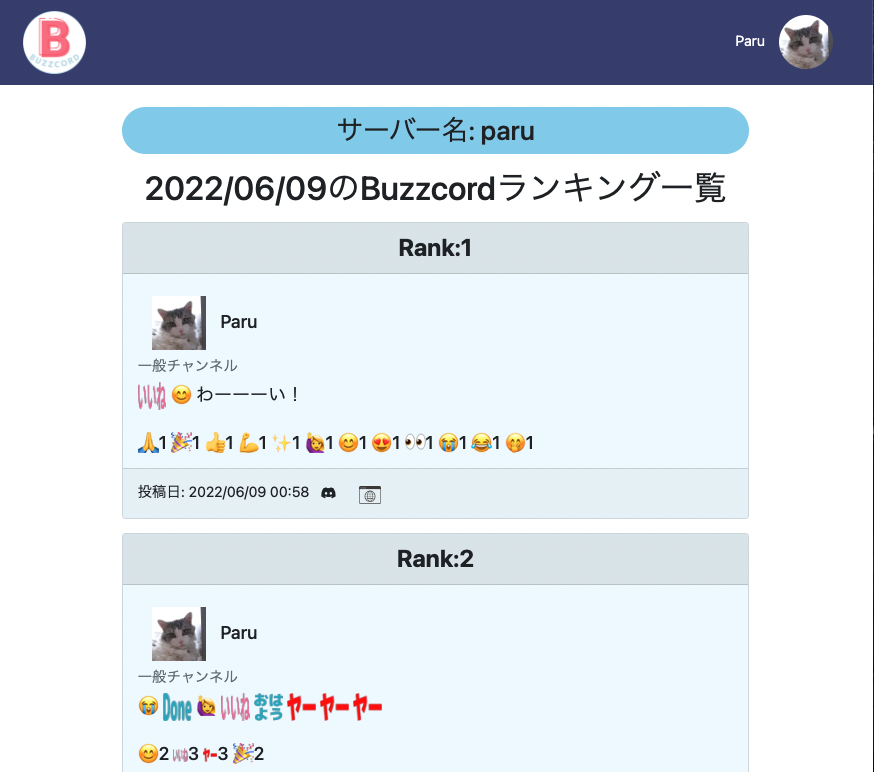 B
BUZZCORD
Paru
サーバー名: paru
2022/06/09のBuzzcordランキング一覧
Rank:1
Paru
一般チャンネル
いいね 😊 わーーーい！
🙏1 🎉1 👍1 💪1 ✨1 🙋‍♀️1 😊1 😍1 👀1 😭1 😂1 🤭1
投稿日: 2022/06/09 00:58
Rank:2
Paru
一般チャンネル
😭 Done 🙋‍♀️ いいね おはよう ヤー ヤー ヤー
😊2 いいね3 ヤー3 🎉2